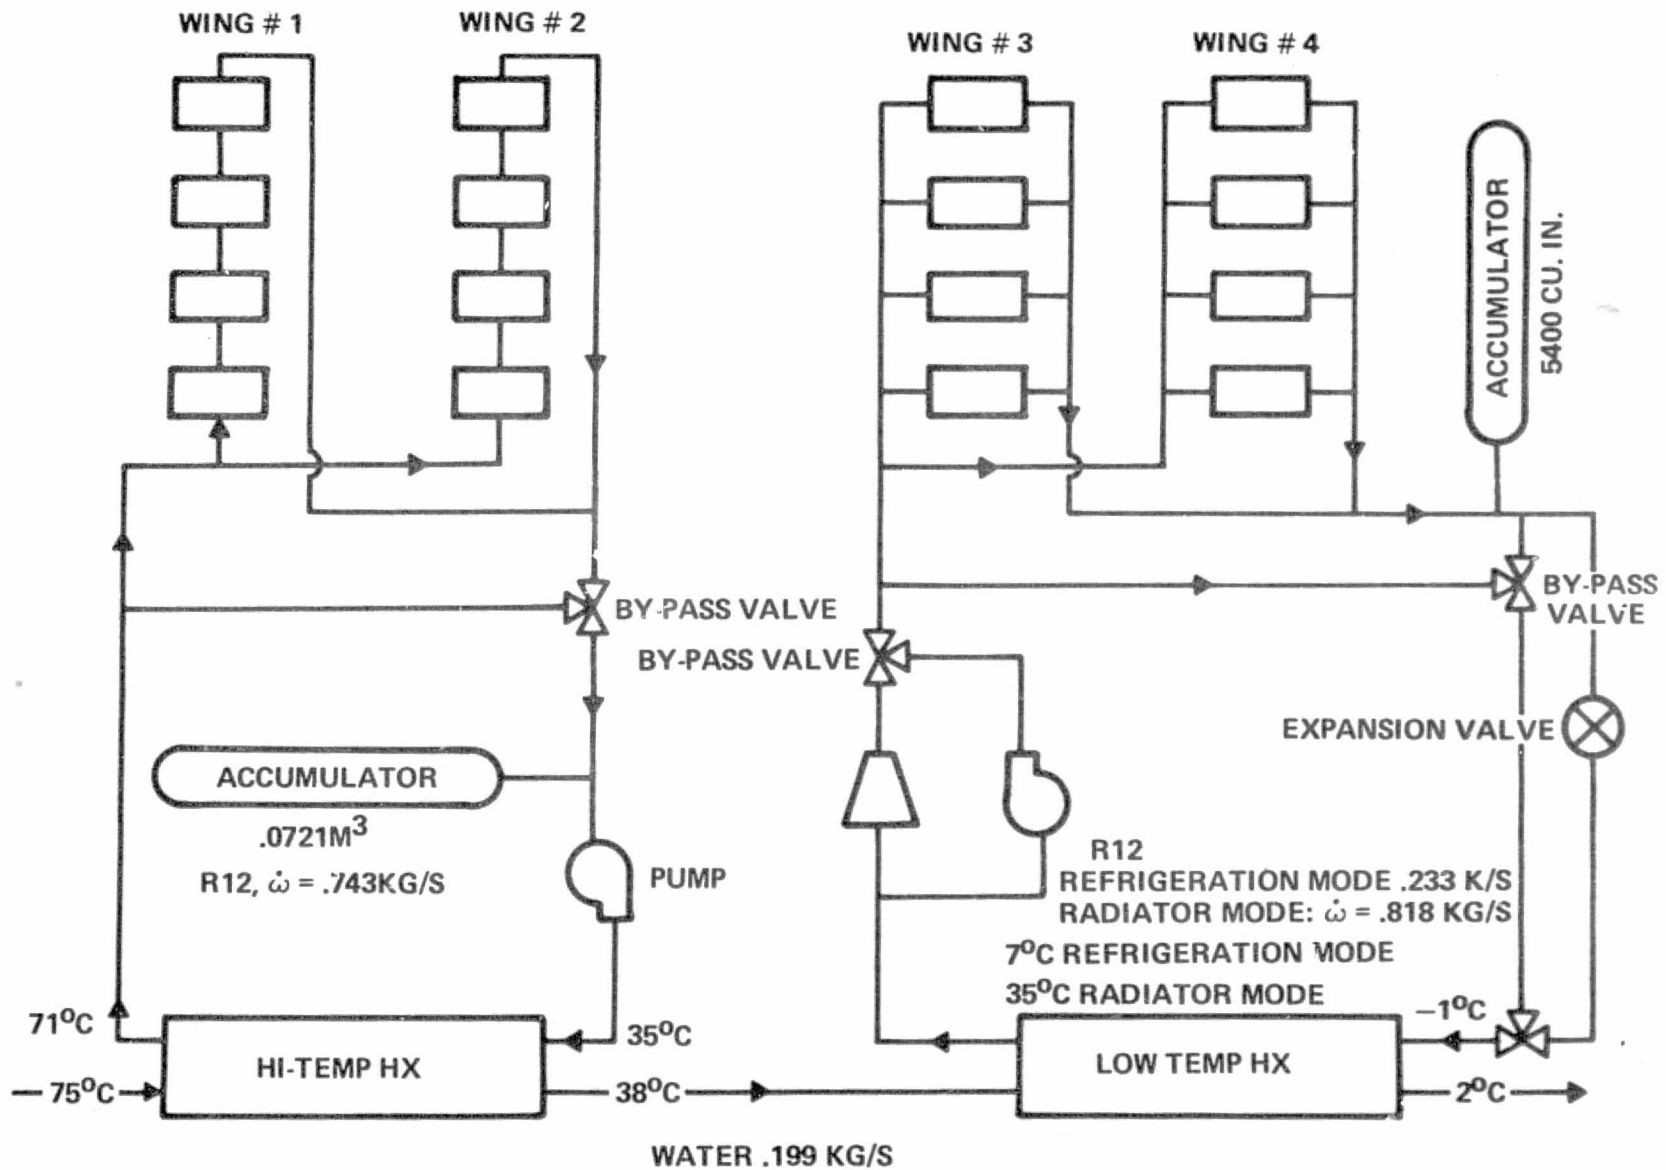 WING # 1
WING # 2
WING # 3
WING # 4
ACCUMULATOR
5400 CU. IN.
BY-PASS VALVE
BY-PASS VALVE
BY-PASS
VALVE
EXPANSION VALVE
ACCUMULATOR
.0721M³
R12, ω̇ = .743KG/S
PUMP
R12
REFRIGERATION MODE .233 K/S
RADIATOR MODE: ω̇ = .818 KG/S
7°C REFRIGERATION MODE
35°C RADIATOR MODE
71°C
35°C
−1°C
HI-TEMP HX
LOW TEMP HX
75°C
38°C
2°C
WATER .199 KG/S